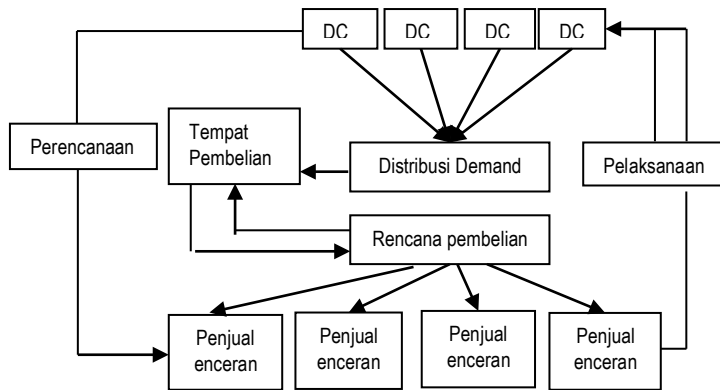 DC DC DC DC
Perencanaan
Tempat
Pembelian
Distribusi Demand
Pelaksanaan
Rencana pembelian
Penjual
enceran
Penjual
enceran
Penjual
enceran
Penjual
enceran